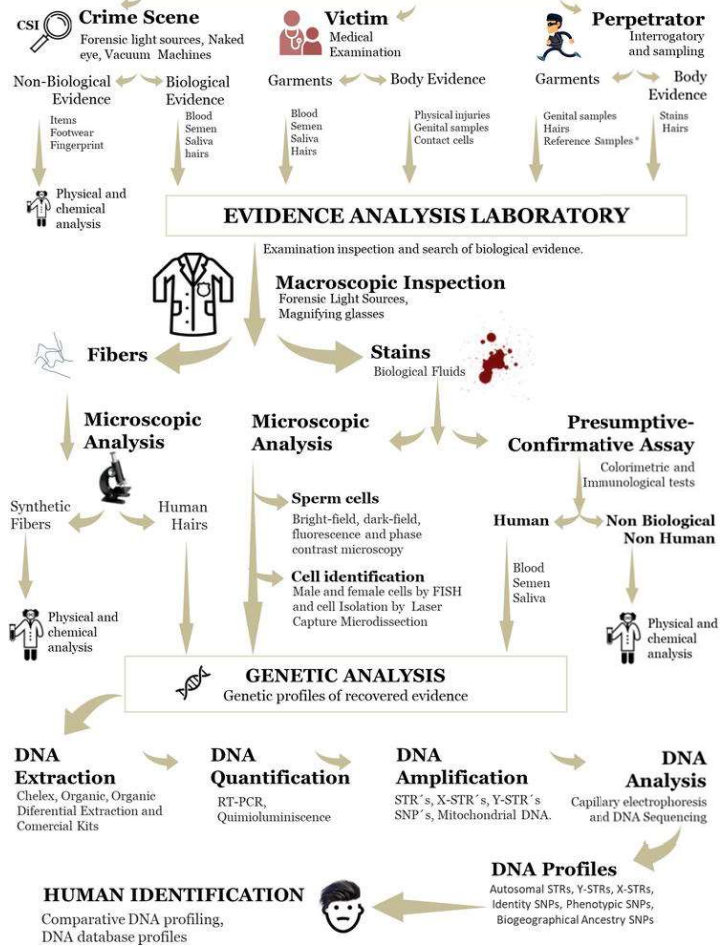 CSI
Crime Scene
Forensic light sources, Naked
eye, Vacuum Machines
Victim
Medical
Examination
Perpetrator
Interrogatory
and sampling
Non-Biological
Evidence
Biological
Evidence
Garments
Body Evidence
Garments
Body
Evidence
Items
Footwear
Fingerprint
Blood
Semen
Saliva
hairs
Blood
Semen
Saliva
Hairs
Physical injuries
Genital samples
Contact cells
Genital samples
Hairs
Reference Samples*
Stains
Hairs
Physical and
chemical
analysis
EVIDENCE ANALYSIS LABORATORY
Examination inspection and search of biological evidence.
Macroscopic Inspection
Forensic Light Sources,
Magnifying glasses
Fibers
Stains
Biological Fluids
Microscopic
Analysis
Microscopic
Analysis
Presumptive-
Confirmative Assay
Colorimetric and
Immunological tests
Synthetic
Fibers
Human
Hairs
Sperm cells
Bright-field, dark-field,
fluorescence and phase
contrast microscopy
Cell identification
Male and female cells by FISH
and cell Isolation by Laser
Capture Microdissection
Human
Non Biological
Non Human
Blood
Semen
Saliva
Physical and
chemical
analysis
Physical and
chemical
analysis
GENETIC ANALYSIS
Genetic profiles of recovered evidence
DNA
Extraction
Chelex, Organic, Organic
Diferential Extraction and
Comercial Kits
DNA
Quantification
RT-PCR,
Quimioluminiscence
DNA
Amplification
STR´s, X-STR´s, Y-STR´s
SNP´s, Mitochondrial DNA.
DNA
Analysis
Capillary electrophoresis
and DNA Sequencing
DNA Profiles
Autosomal STRs, Y-STRs, X-STRs,
Identity SNPs, Phenotypic SNPs,
Biogeographical Ancestry SNPs
HUMAN IDENTIFICATION
Comparative DNA profiling,
DNA database profiles